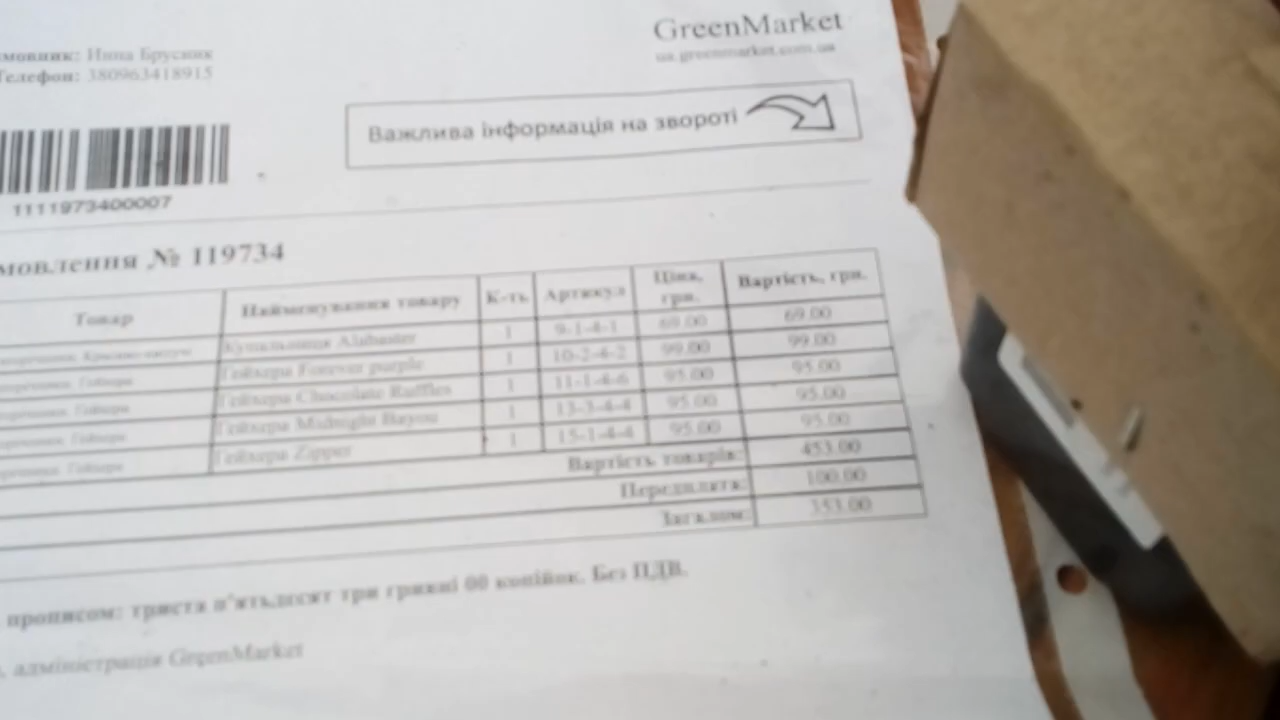 GreenMarket
ua.greenmarket.com.ua
мовник: Инна Брусник
Телефон: 380963418915
Важлива інформація на звороті
1111973400007
мовлення № 119734
Товар Найменування товару К-ть Артикул Ціна, грн. Вартість, грн.
Купальниця Alabaster 1 9-1-4-1 69.00 69.00
Гейхера Forever purple 1 10-2-4-2 99.00 99.00
Гейхера Chocolate Ruffles 1 11-1-4-6 95.00 95.00
Гейхера Midnight Bayou 1 13-3-4-4 95.00 95.00
Гейхера Zipper 1 15-1-4-4 95.00 95.00
Вартість товарів: 453.00
Передплата: 100.00
Загалом: 353.00
прописом: триста п'ятьдесят три гривні 00 копійок. Без ПДВ.
, адміністрація GreenMarket